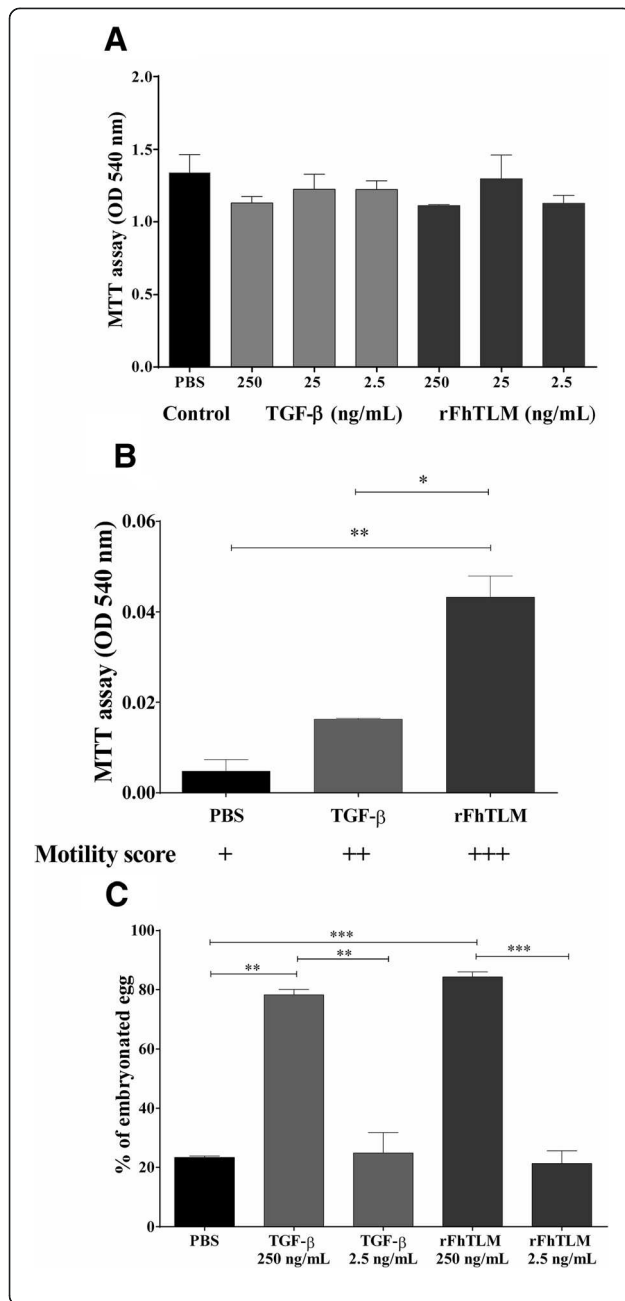 A
MTT assay (OD 540 nm)
2.0
1.5
1.0
0.5
0.0
PBS 250 25 2.5 250 25 2.5
Control TGF-β (ng/mL) rFhTLM (ng/mL)
B
*
**
MTT assay (OD 540 nm)
0.06
0.04
0.02
0.00
PBS TGF-β rFhTLM
Motility score + ++ +++
C
% of embryonated egg
100
80
60
40
20
0
***
** ** ***
PBS TGF-β TGF-β rFhTLM rFhTLM
250 ng/mL 2.5 ng/mL 250 ng/mL 2.5 ng/mL